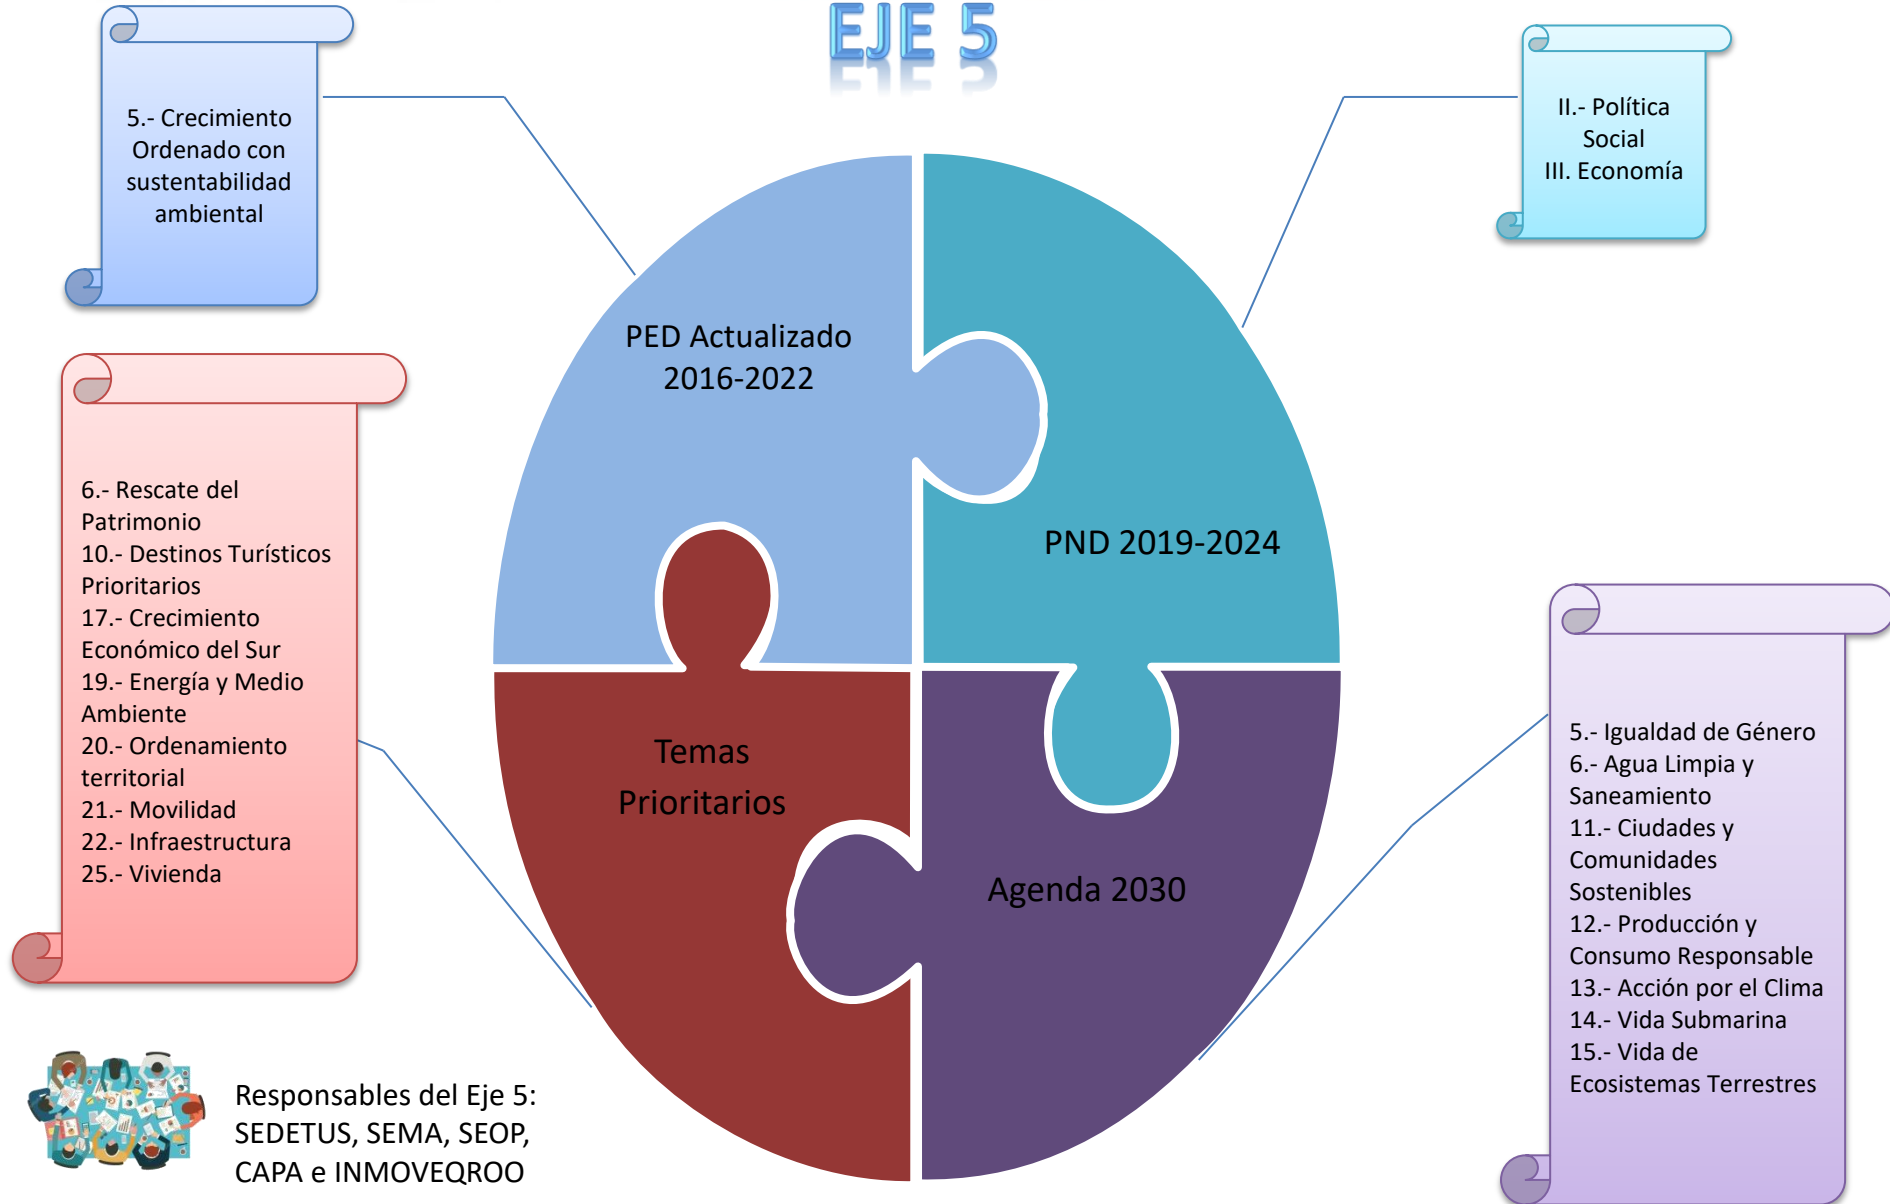 EJE 5
5.- Crecimiento
Ordenado con
sustentabilidad
ambiental
II.- Política
Social
III. Economía
PED Actualizado
2016-2022
PND 2019-2024
6.- Rescate del
Patrimonio
10.- Destinos Turísticos
Prioritarios
17.- Crecimiento
Económico del Sur
19.- Energía y Medio
Ambiente
20.- Ordenamiento
territorial
21.- Movilidad
22.- Infraestructura
25.- Vivienda
Temas
Prioritarios
Agenda 2030
5.- Igualdad de Género
6.- Agua Limpia y
Saneamiento
11.- Ciudades y
Comunidades
Sostenibles
12.- Producción y
Consumo Responsable
13.- Acción por el Clima
14.- Vida Submarina
15.- Vida de
Ecosistemas Terrestres
Responsables del Eje 5:
SEDETUS, SEMA, SEOP,
CAPA e INMOVEQROO